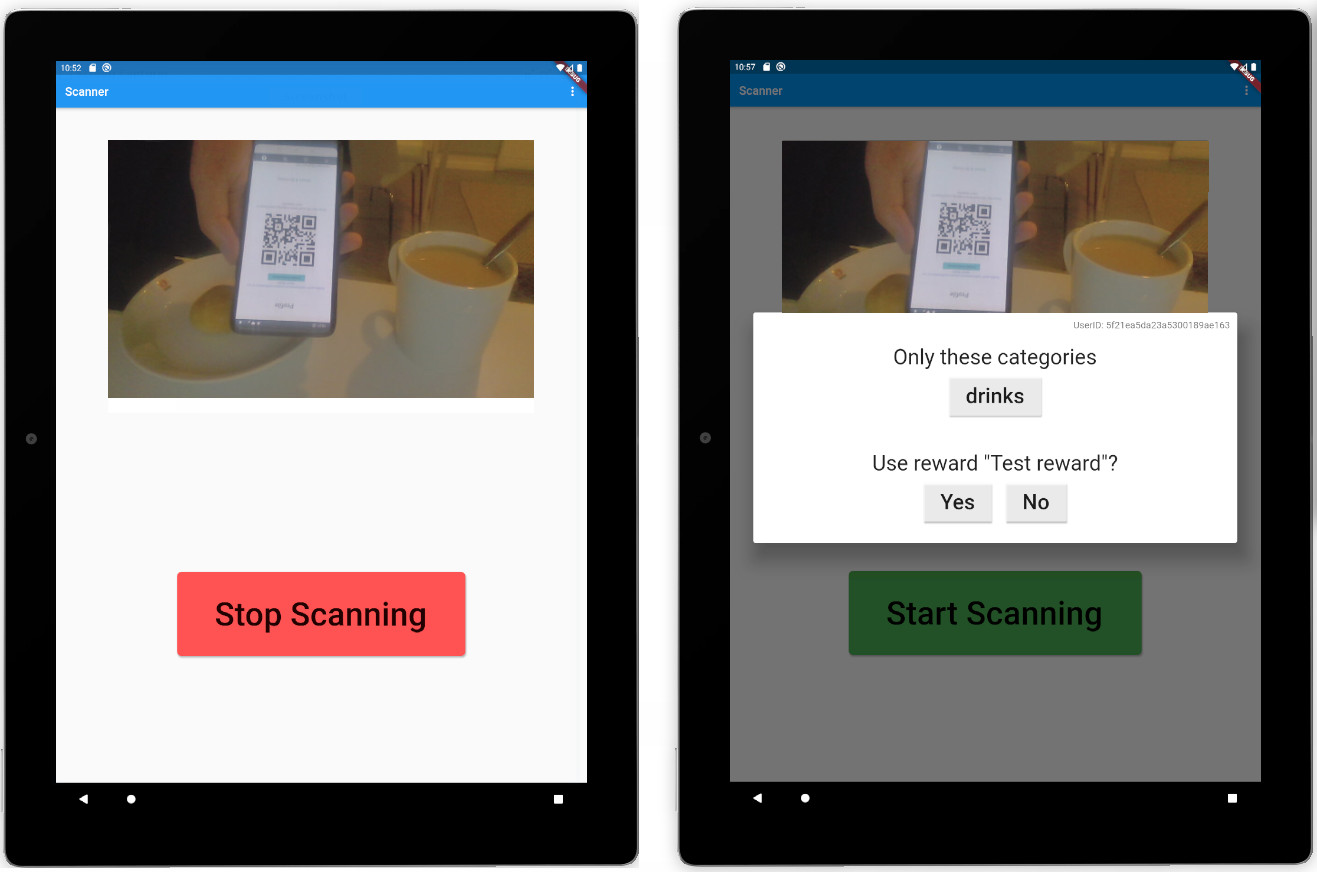 10:52
DEBUG
Scanner
Profile
Stop Scanning
10:57
DEBUG
Scanner
Profile
UserID: 5f21ea5da23a5300189ae163
Only these categories
drinks
Use reward "Test reward"?
Yes
No
Start Scanning